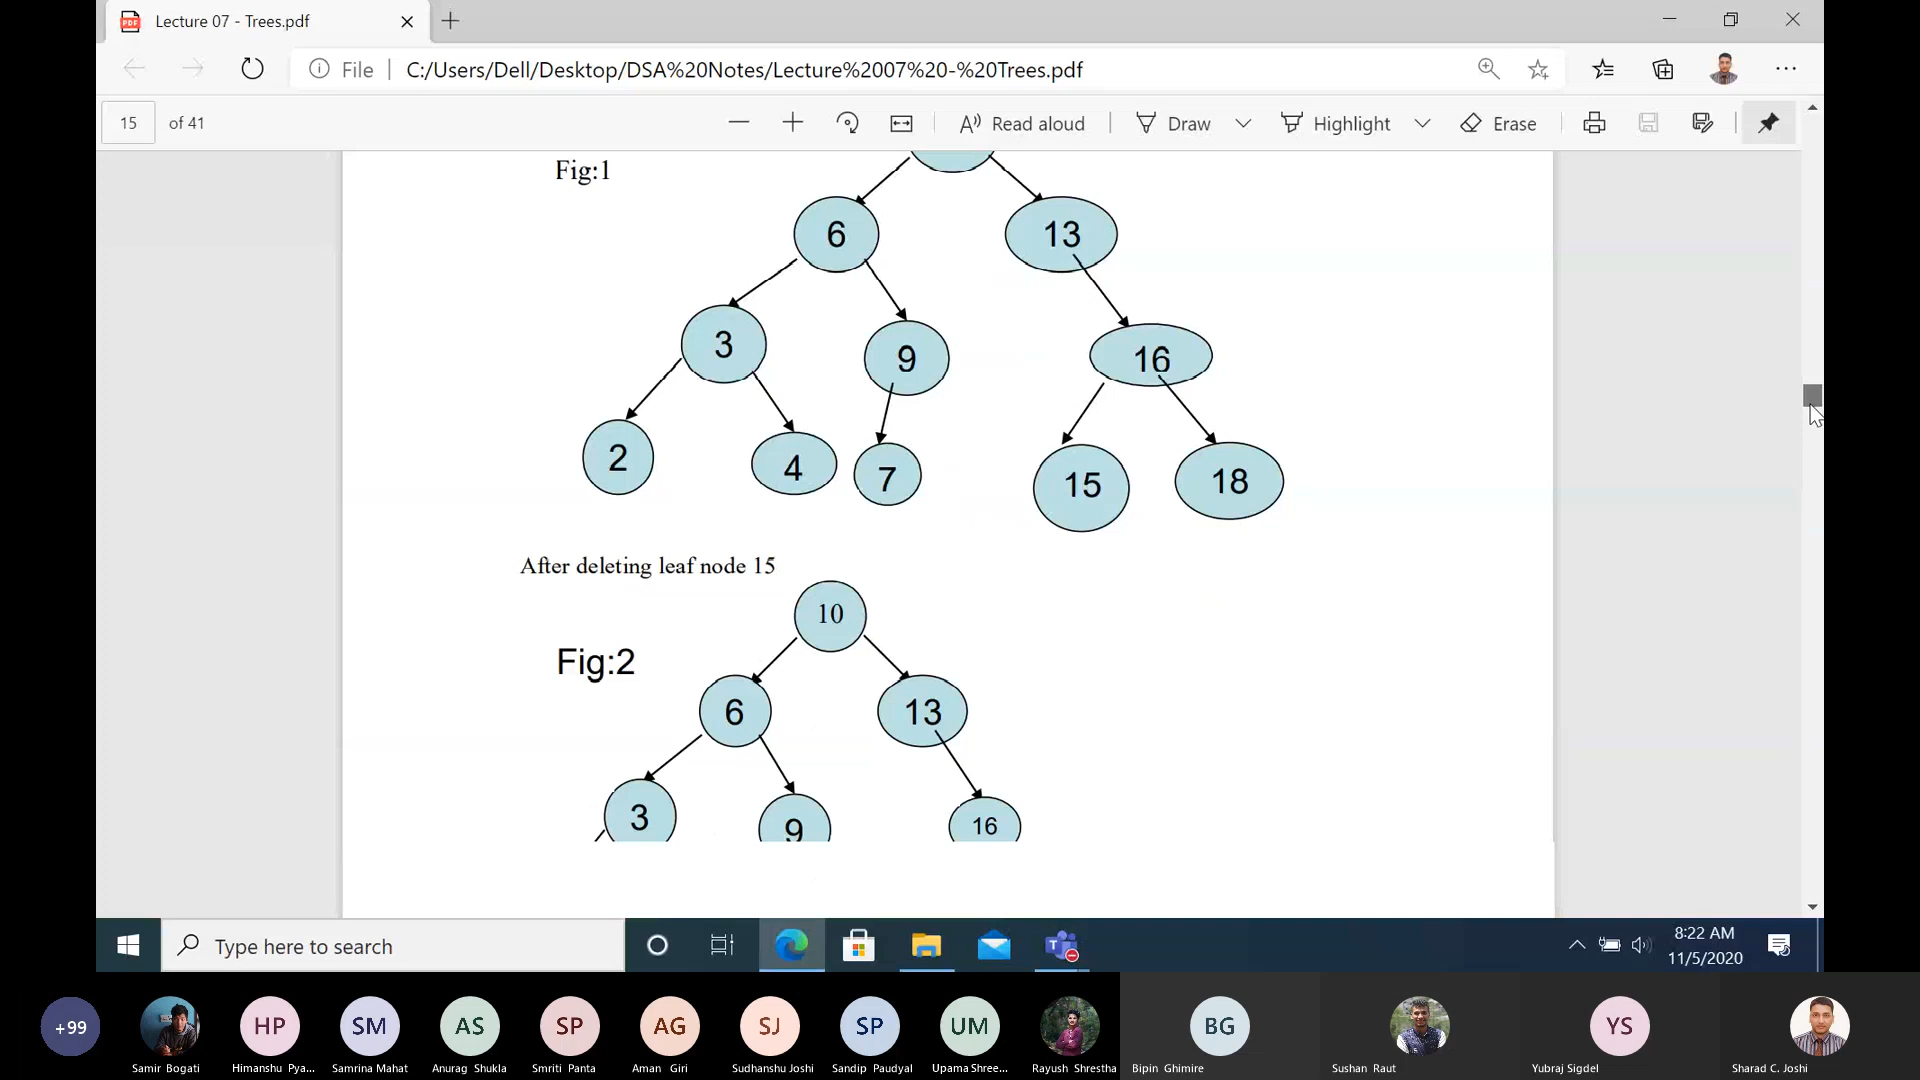 Lecture 07 - Trees.pdf
File
C:/Users/Dell/Desktop/DSA%20Notes/Lecture%2007%20-%20Trees.pdf
15 of 41
Read aloud
Draw
Highlight
Erase
Fig:1
6 13
3 9 16
2 4 7 15 18
After deleting leaf node 15
10
Fig:2
6 13
3 9 16
Type here to search
8:22 AM
11/5/2020
+99 HP SM AS SP AG SJ SP UM BG YS
Samir Bogati
Himanshu Pya...
Samrina Mahat
Anurag Shukla
Smriti Panta
Aman Giri
Sudhanshu Joshi
Sandip Paudyal
Upama Shree...
Rayush Shrestha
Bipin Ghimire
Sushan Raut
Yubraj Sigdel
Sharad C. Joshi